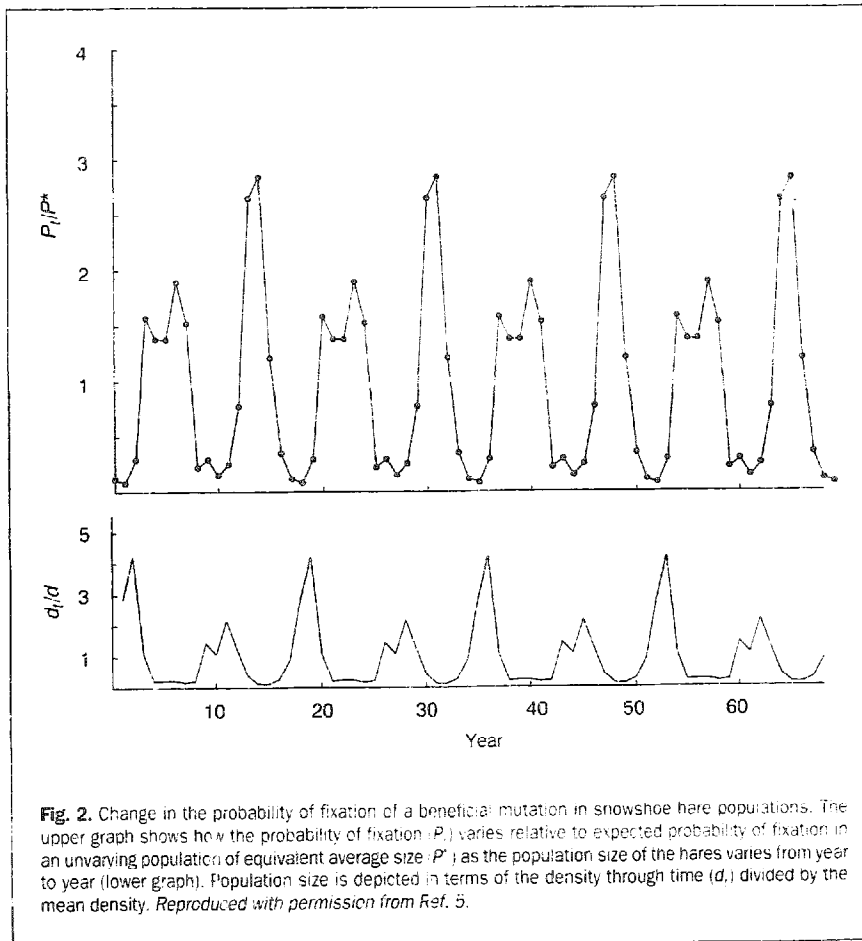 4
3
2
1
P_t/P*
5
3
1
d_t/d
10 20 30 40 50 60
Year
Fig. 2. Change in the probability of fixation of a beneficial mutation in snowshoe hare populations. The
upper graph shows how the probability of fixation (P_t) varies relative to expected probability of fixation in
an unvarying population of equivalent average size (P*) as the population size of the hares varies from year
to year (lower graph). Population size is depicted in terms of the density through time (d_t) divided by the
mean density. Reproduced with permission from Ref. 5.